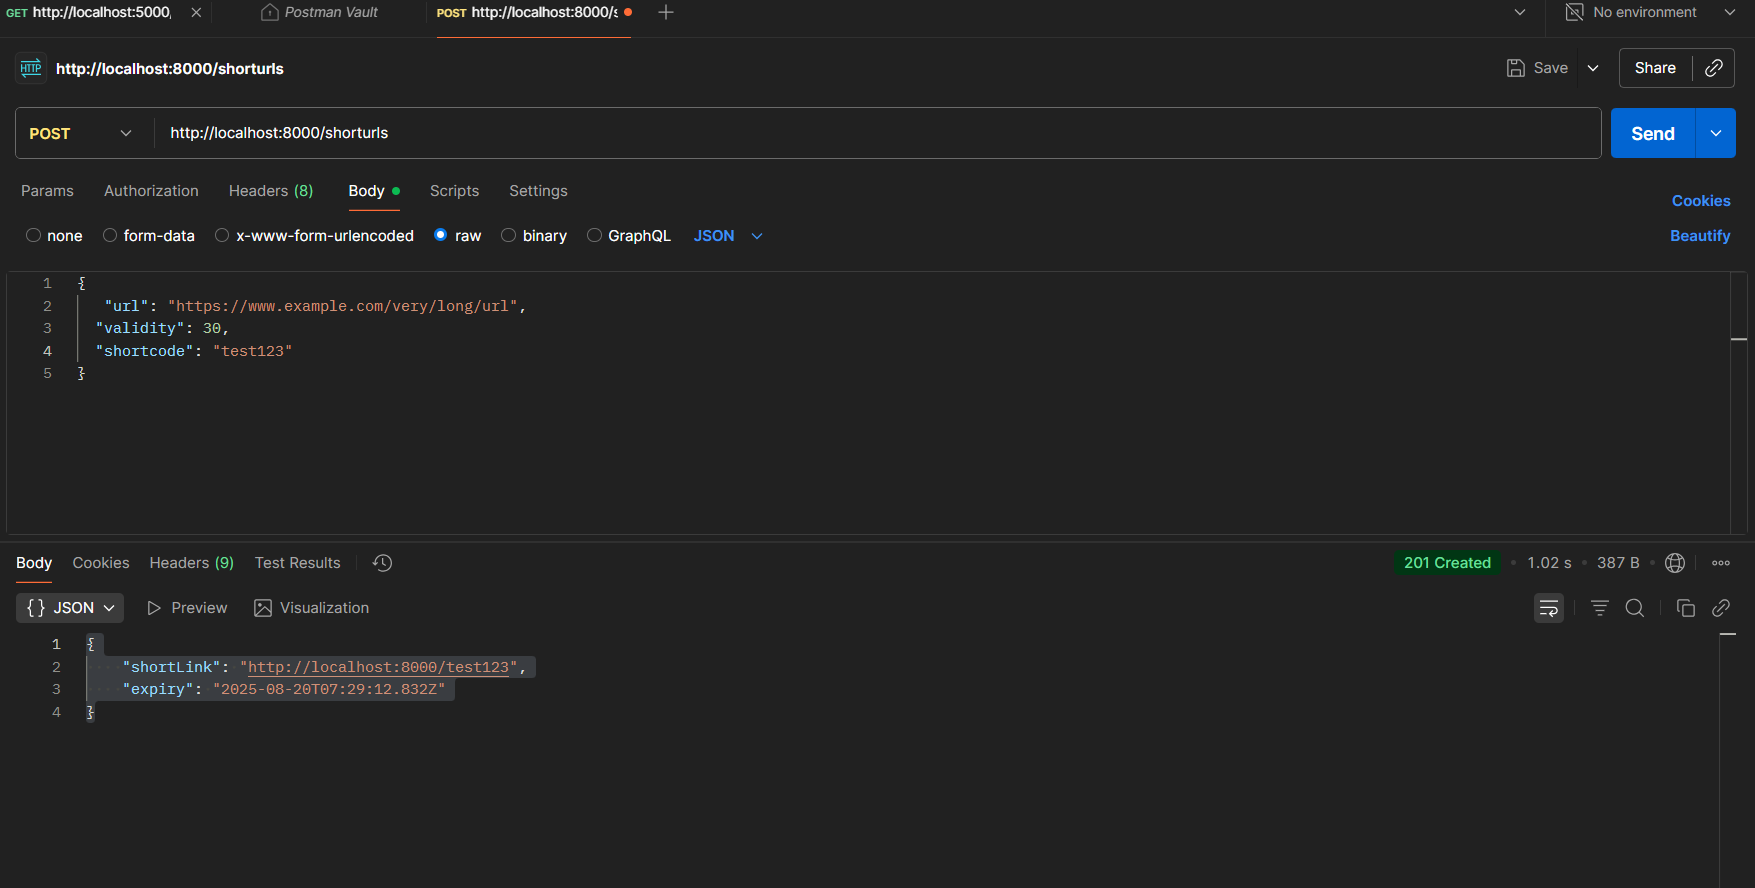 GET http://localhost:5000, Postman Vault POST http://localhost:8000/s No environment
HTTP http://localhost:8000/shorturls Save Share
POST http://localhost:8000/shorturls Send
Params Authorization Headers (8) Body Scripts Settings Cookies
none form-data x-www-form-urlencoded raw binary GraphQL JSON Beautify
1 {
2 "url": "https://www.example.com/very/long/url",
3 "validity": 30,
4 "shortcode": "test123"
5 }
Body Cookies Headers (9) Test Results 201 Created • 1.02 s • 387 B •
{} JSON Preview Visualization
1 {
2 "shortLink": "http://localhost:8000/test123",
3 "expiry": "2025-08-20T07:29:12.832Z"
4 }